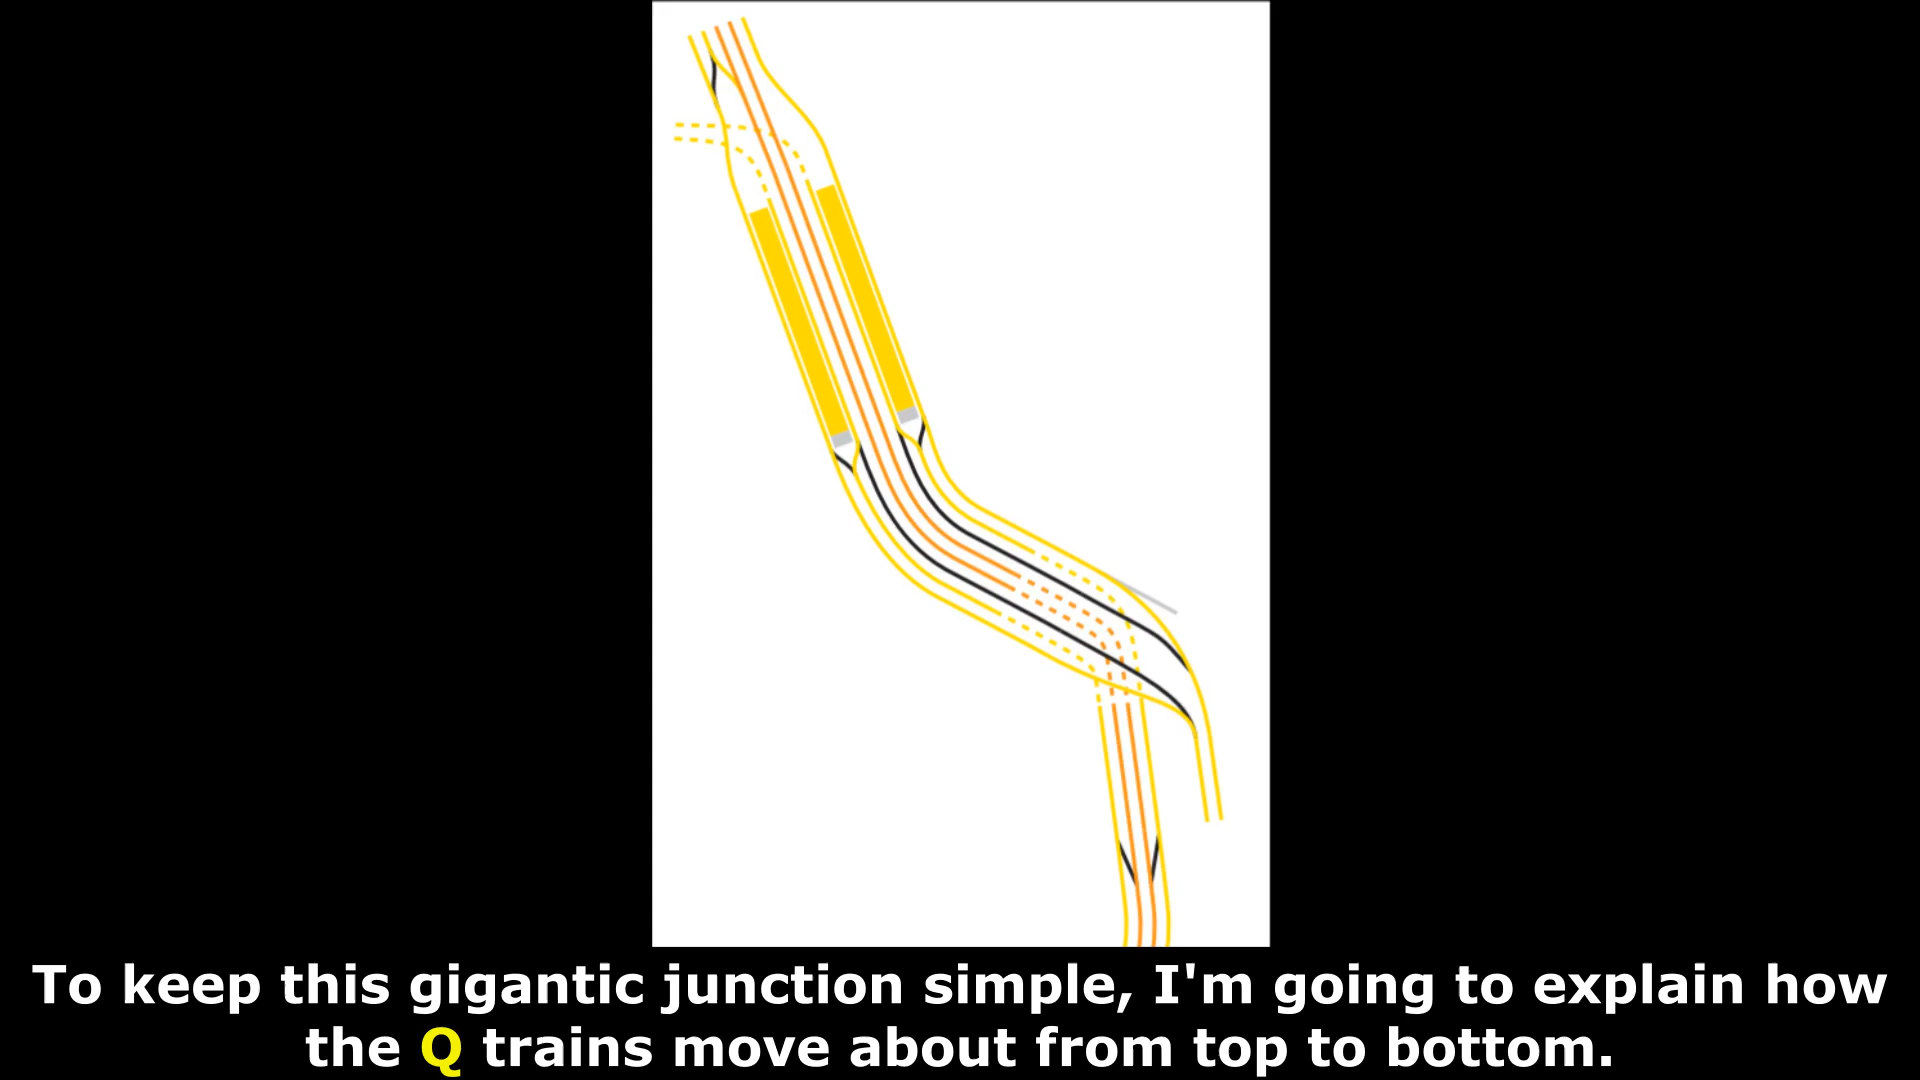 To keep this gigantic junction simple, I'm going to explain how
the Q trains move about from top to bottom.